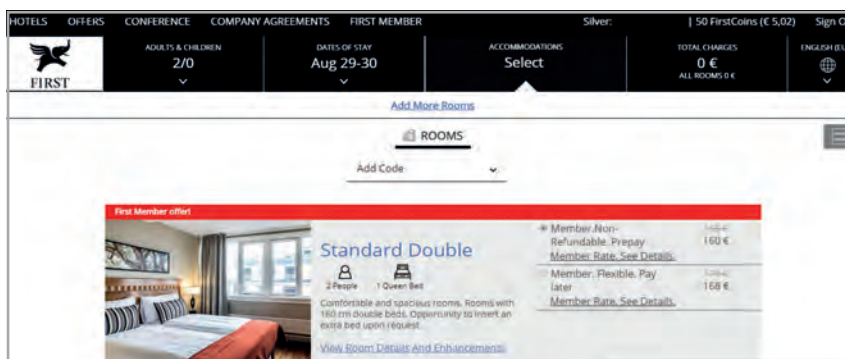 HOTELS OFFERS CONFERENCE COMPANY AGREEMENTS FIRST MEMBER Silver: | 50 FirstCoins (€ 5,02) Sign O
FIRST
ADULTS & CHILDREN
2/0
DATES OF STAY
Aug 29-30
ACCOMMODATIONS
Select
TOTAL CHARGES
0 €
ALL ROOMS 0 €
ENGLISH (EU
Add More Rooms
ROOMS
Add Code
First Member offer!
Standard Double
2 People 1 Queen Bed
Comfortable and spacious rooms. Rooms with
160 cm double beds. Opportunity to insert an
extra bed upon request
View Room Details And Enhancements.
Member.Non-
Refundable. Prepay
160 €
Member Rate. See Details.
Member. Flexible. Pay
later
168 €
Member Rate. See Details.